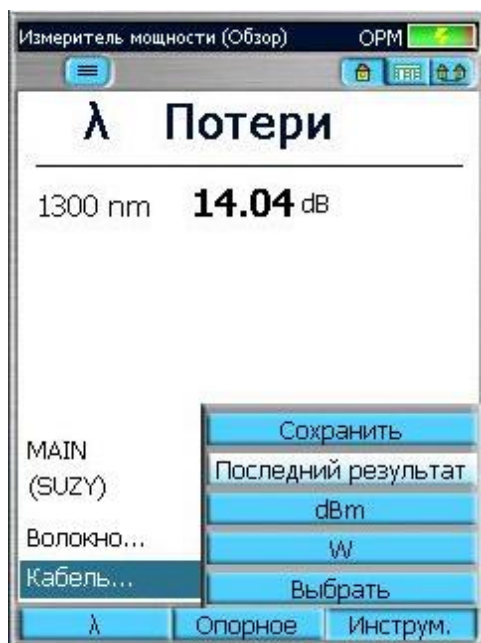 Измеритель мощности (Обзор) OPM
λ Потери
1300 nm 14.04 dB
MAIN
(SUZY)
Волокно...
Кабель...
Сохранить
Последний результат
dBm
W
Выбрать
λ Опорное Инструм.